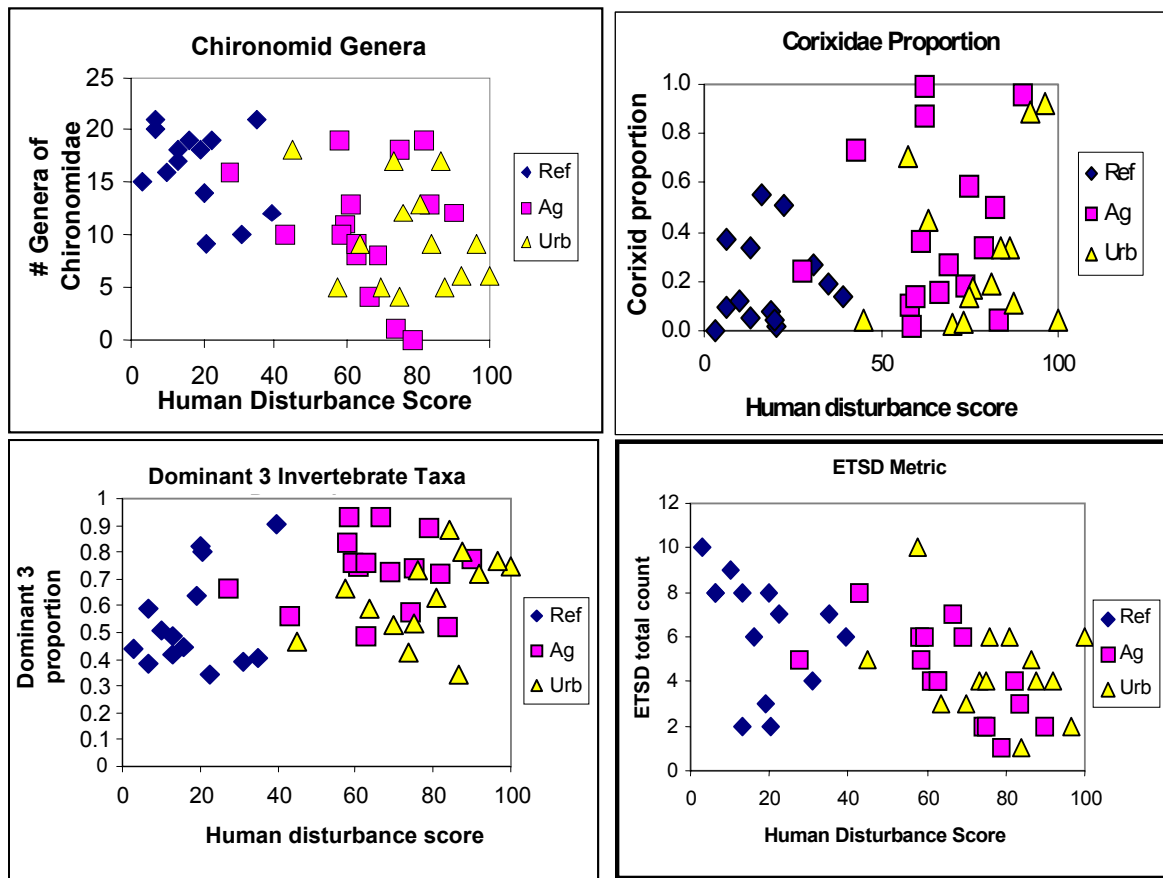 Chironomid Genera
# Genera of
Chironomidae
25
20
15
10
5
0
0 20 40 60 80 100
Human Disturbance Score
Ref
Ag
Urb
Corixidae Proportion
Corixid proportion
1.0
0.8
0.6
0.4
0.2
0.0
0 50 100
Human disturbance score
Ref
Ag
Urb
Dominant 3 Invertebrate Taxa
Dominant 3
proportion
1
0.9
0.8
0.7
0.6
0.5
0.4
0.3
0.2
0.1
0
0 20 40 60 80 100
Human disturbance score
Ref
Ag
Urb
ETSD Metric
ETSD total count
12
10
8
6
4
2
0
0 20 40 60 80 100
Human Disturbance Score
Ref
Ag
Urb